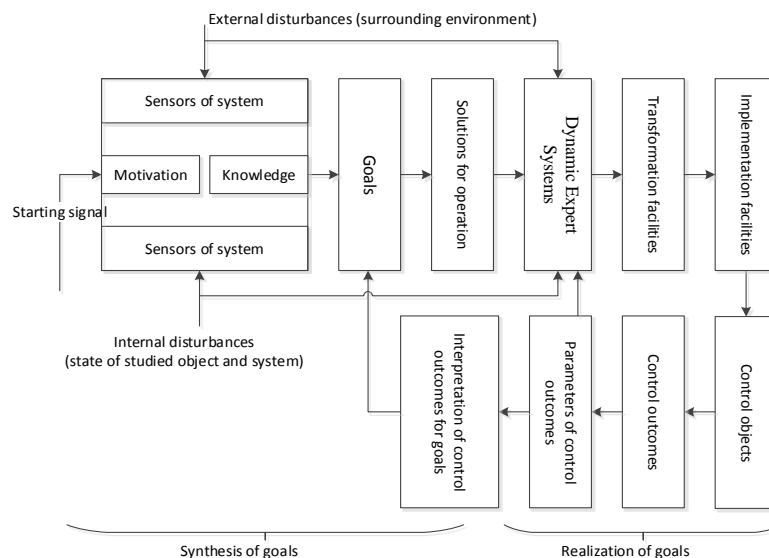 External disturbances (surrounding environment)
Sensors of system
Motivation
Knowledge
Starting signal
Sensors of system
Goals
Solutions for operation
Dynamic Expert
Systems
Transformation
facilities
Implementation facilities
Internal disturbances
(state of studied object and system)
Interpretation of control
outcomes for goals
Parameters of control
outcomes
Control outcomes
Control objects
Synthesis of goals
Realization of goals